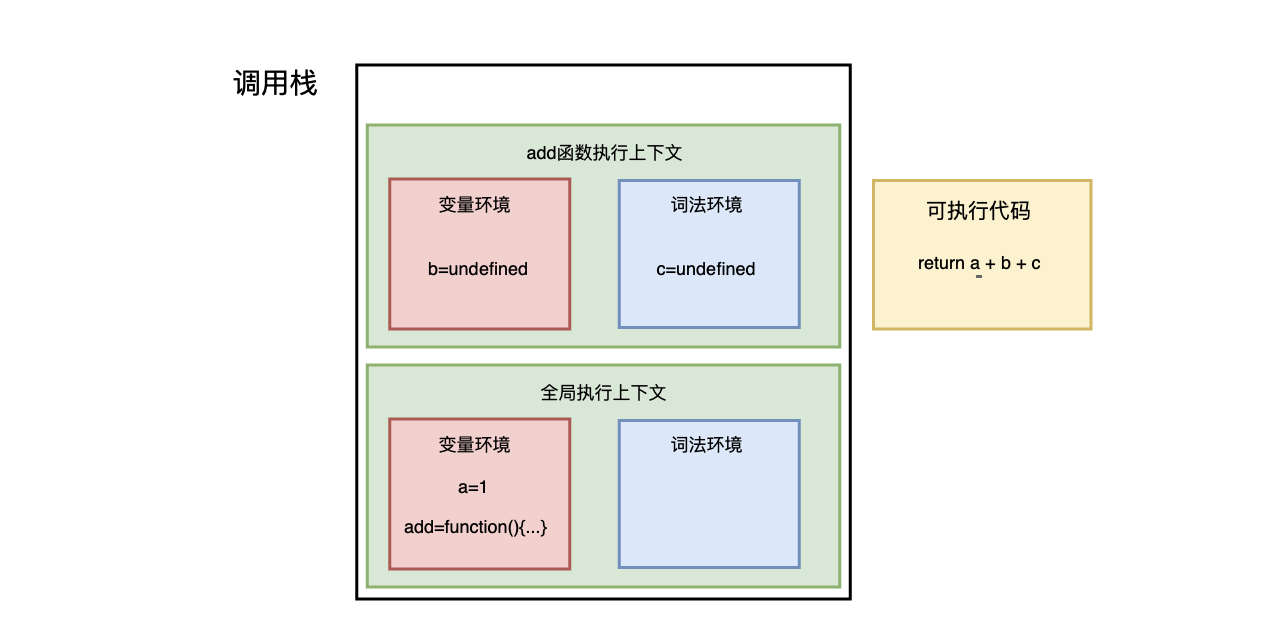 调用栈
add函数执行上下文
变量环境
词法环境
b=undefined
c=undefined
可执行代码
return a + b + c
全局执行上下文
变量环境
词法环境
a=1
add=function(){...}